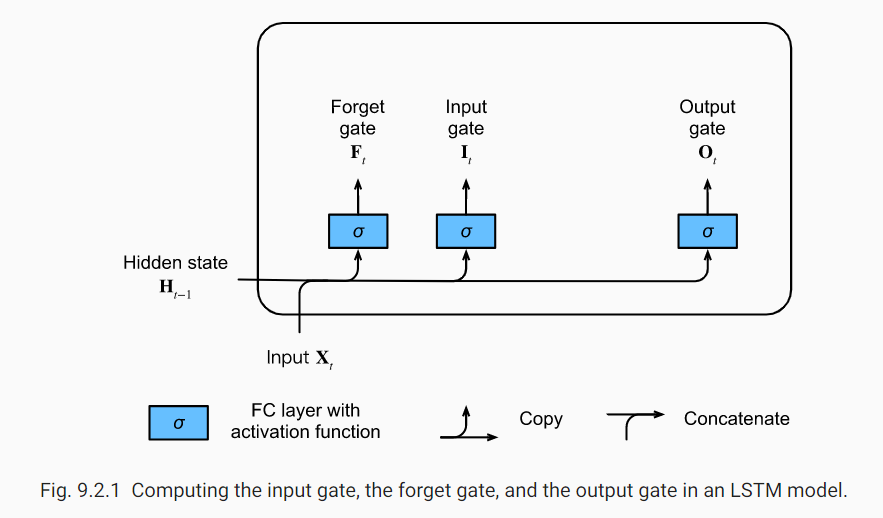 Forget
gate
Fₜ
Input
gate
Iₜ
Output
gate
Oₜ
σ
σ
σ
Hidden state
Hₜ₋₁
Input Xₜ
σ
FC layer with
activation function
Copy
Concatenate
Fig. 9.2.1 Computing the input gate, the forget gate, and the output gate in an LSTM model.